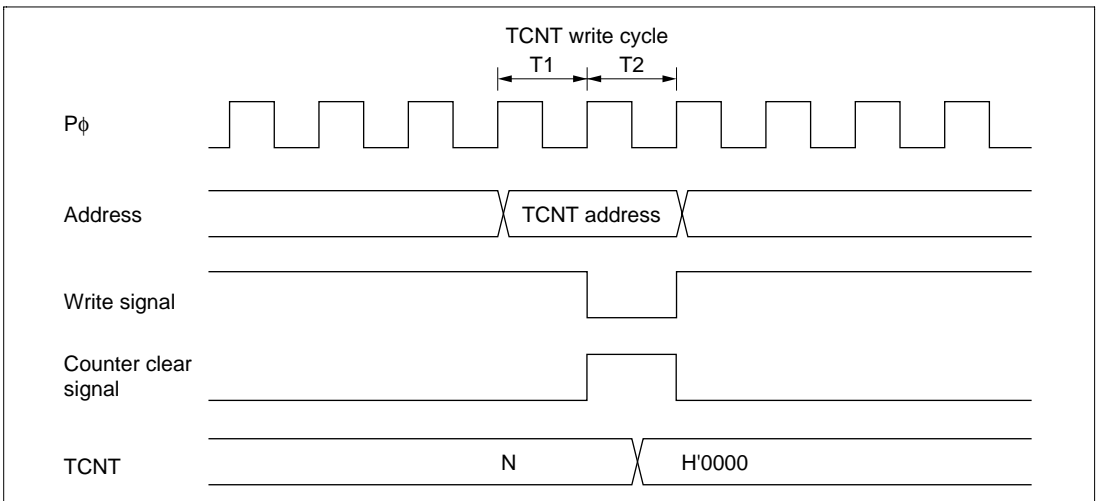 TCNT write cycle
T1 T2
Pϕ
Address
TCNT address
Write signal
Counter clear
signal
TCNT
N
H'0000